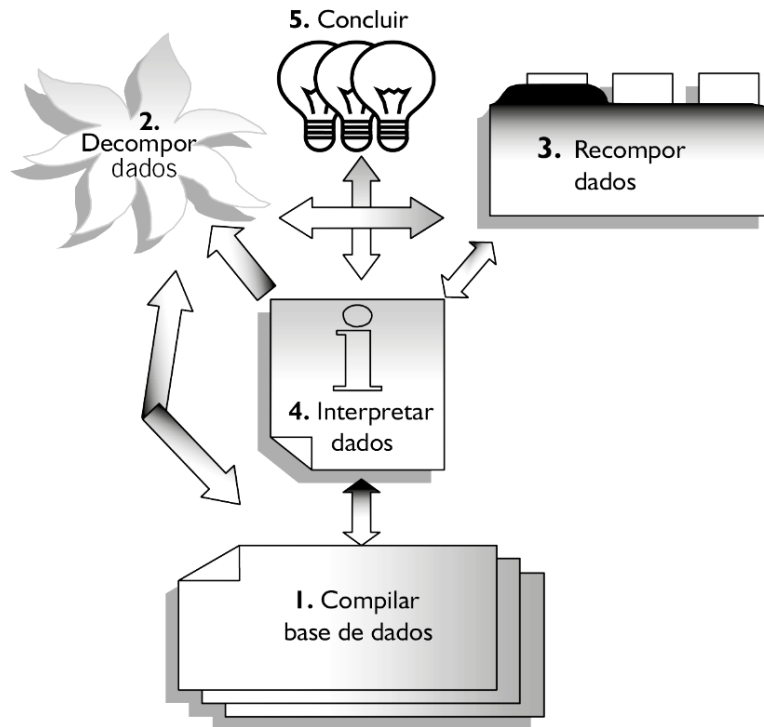 5. Concluir
2.
Decompor
dados
3. Recompor
dados
4. Interpretar
dados
1. Compilar
base de dados